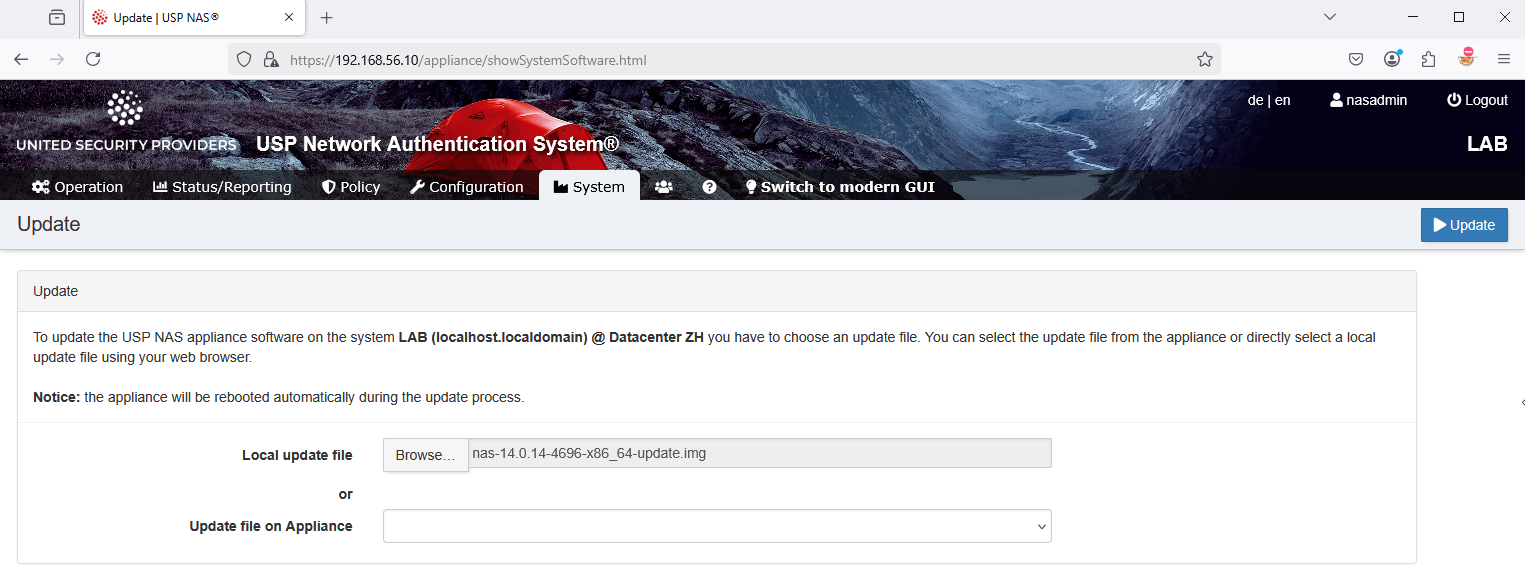 Update | USP NAS®
https://192.168.56.10/appliance/showSystemSoftware.html
de | en
nasadmin
Logout
UNITED SECURITY PROVIDERS
USP Network Authentication System®
LAB
Operation
Status/Reporting
Policy
Configuration
System
Switch to modern GUI
Update
Update
Update
To update the USP NAS appliance software on the system LAB (localhost.localdomain) @ Datacenter ZH you have to choose an update file. You can select the update file from the appliance or directly select a local
update file using your web browser.
Notice: the appliance will be rebooted automatically during the update process.
Local update file
Browse...
nas-14.0.14-4696-x86_64-update.img
or
Update file on Appliance